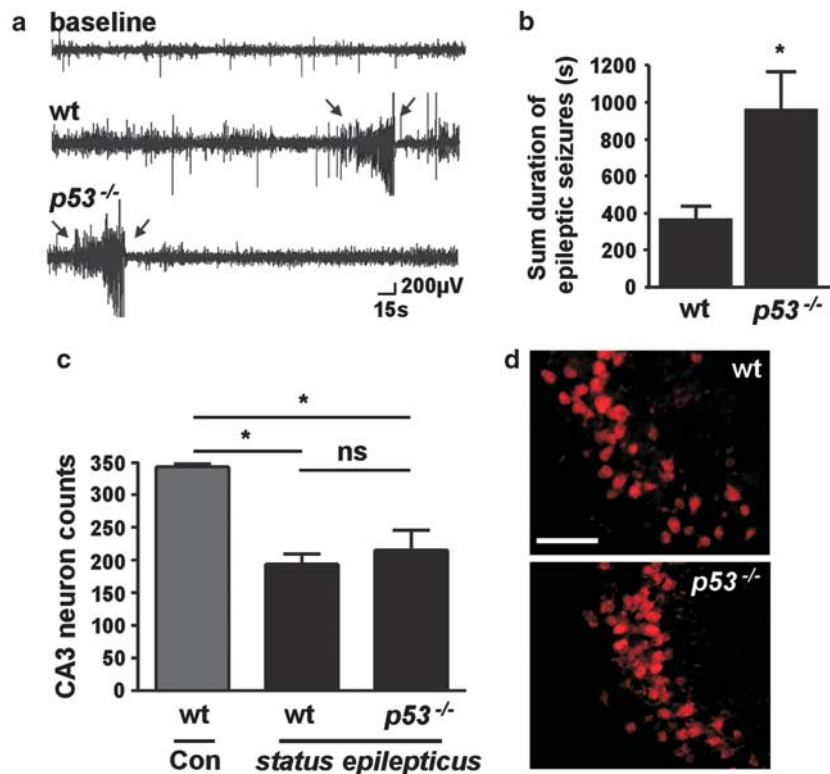 a
baseline
wt
p53 -/-
200µV
15s
b
*
Sum duration of
epileptic seizures (s)
1200
1000
800
600
400
200
0
wt
p53 -/-
c
*
*
ns
CA3 neuron counts
350
300
250
200
150
100
50
0
wt
wt
p53 -/-
Con
status epilepticus
d
wt
p53 -/-